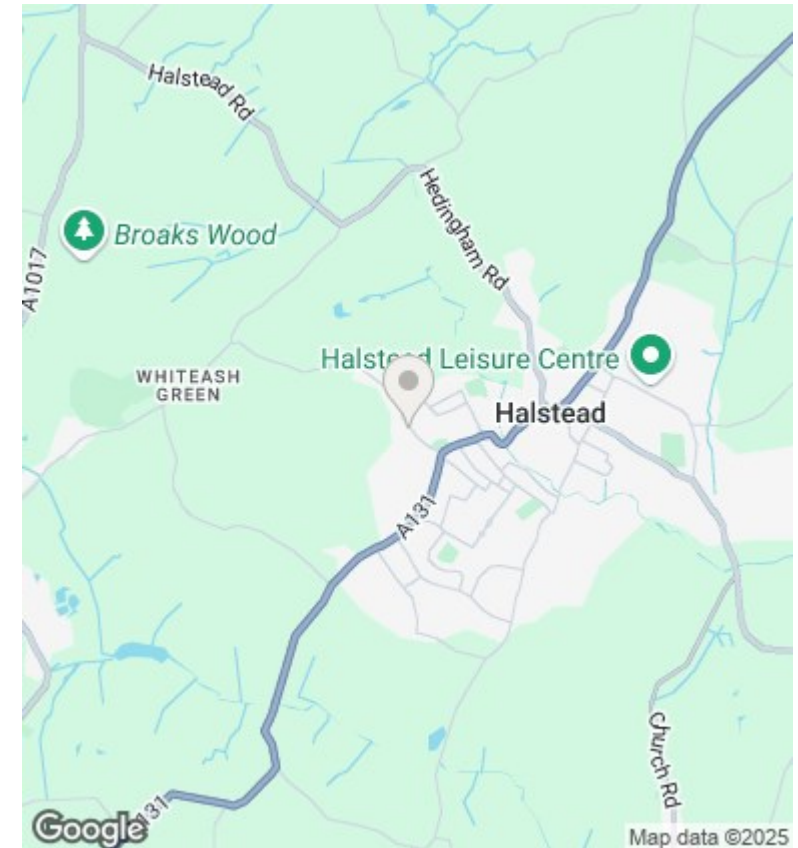 Halstead Rd
Hedingham Rd
Broaks Wood
A1017
WHITEASH
GREEN
Halstead Leisure Centre
Halstead
A131
Church Rd
A131
Google
Map data ©2025